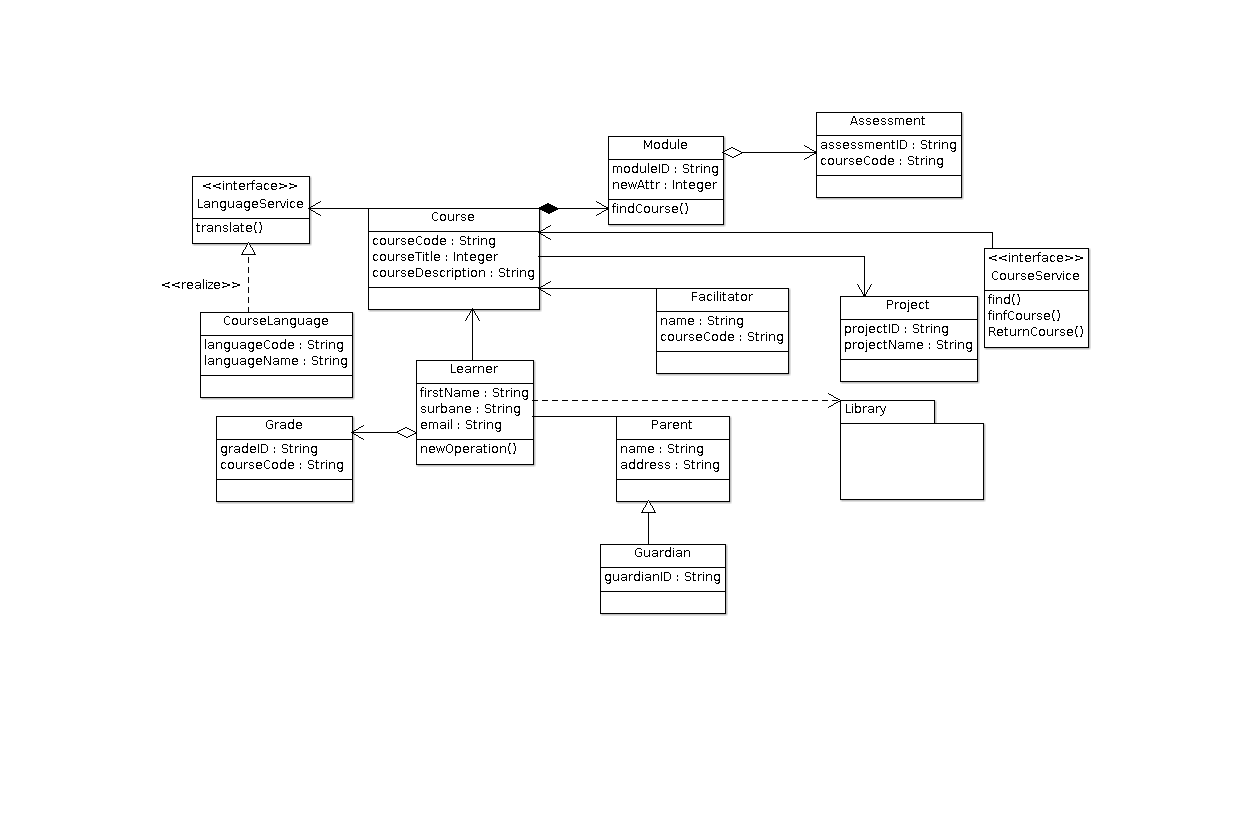 Assessment
assessmentID : String
courseCode : String
Module
moduleID : String
newAttr : Integer
findCourse()
<<interface>>
LanguageService
translate()
Course
courseCode : String
courseTitle : Integer
courseDescription : String
<<interface>>
CourseService
find()
finfCourse()
ReturnCourse()
<<realize>>
Facilitator
name : String
courseCode : String
Project
projectID : String
projectName : String
CourseLanguage
languageCode : String
languageName : String
Learner
firstName : String
surbane : String
email : String
newOperation()
Library
Grade
gradeID : String
courseCode : String
Parent
name : String
address : String
Guardian
guardianID : String